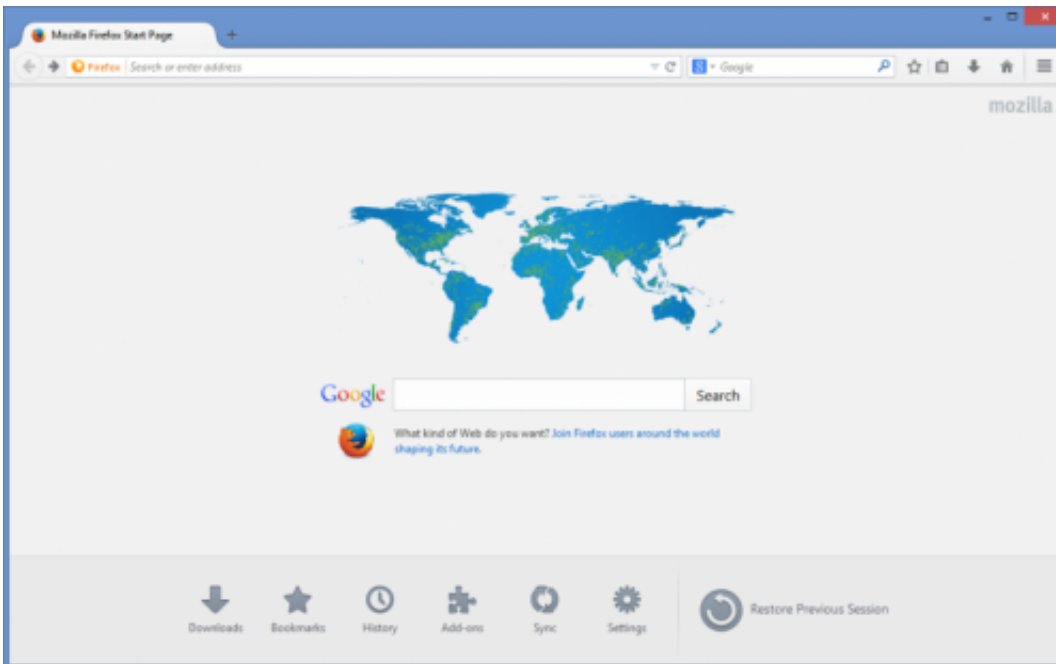 Mozilla Firefox Start Page
Firefox Search or enter address
Google
mozilla
Google Search
What kind of Web do you want? Join Firefox users around the world
shaping its future.
Downloads Bookmarks History Add-ons Sync Settings Restore Previous Session